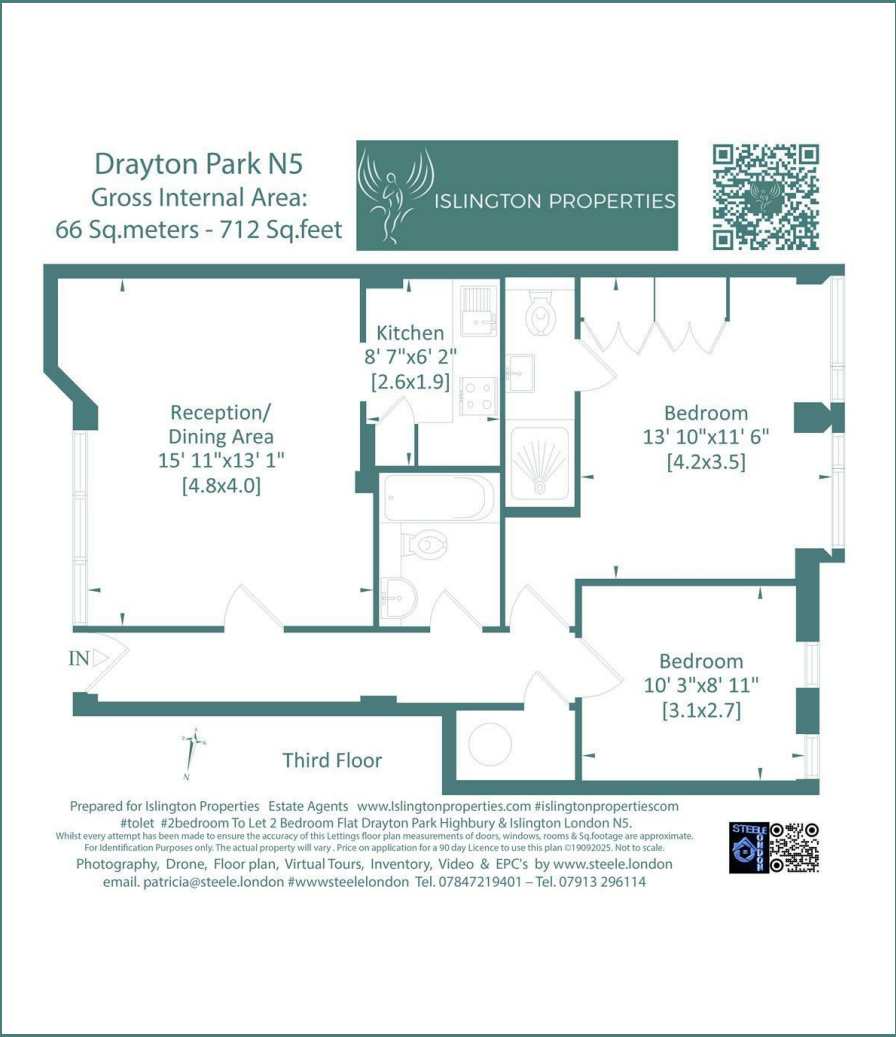 Drayton Park N5
Gross Internal Area:
66 Sq.meters - 712 Sq.feet
ISLINGTON PROPERTIES
Kitchen
8' 7"x6' 2"
[2.6x1.9]
Reception/
Dining Area
15' 11"x13' 1"
[4.8x4.0]
Bedroom
13' 10"x11' 6"
[4.2x3.5]
IN
Bedroom
10' 3"x8' 11"
[3.1x2.7]
N
Third Floor
Prepared for Islington Properties Estate Agents www.Islingtonproperties.com #islingtonpropertiescom
#tolet #2bedroom To Let 2 Bedroom Flat Drayton Park Highbury & Islington London N5.
Whilst every attempt has been made to ensure the accuracy of this Lettings floor plan measurements of doors, windows, rooms & Sq.footage are approximate.
For Identification Purposes only. The actual property will vary . Price on application for a 90 day Licence to use this plan ©19092025. Not to scale.
Photography, Drone, Floor plan, Virtual Tours, Inventory, Video & EPC's by www.steele.london
email. patricia@steele.london #wwwsteelelondon Tel. 07847219401 – Tel. 07913 296114
STEELE
LONDON